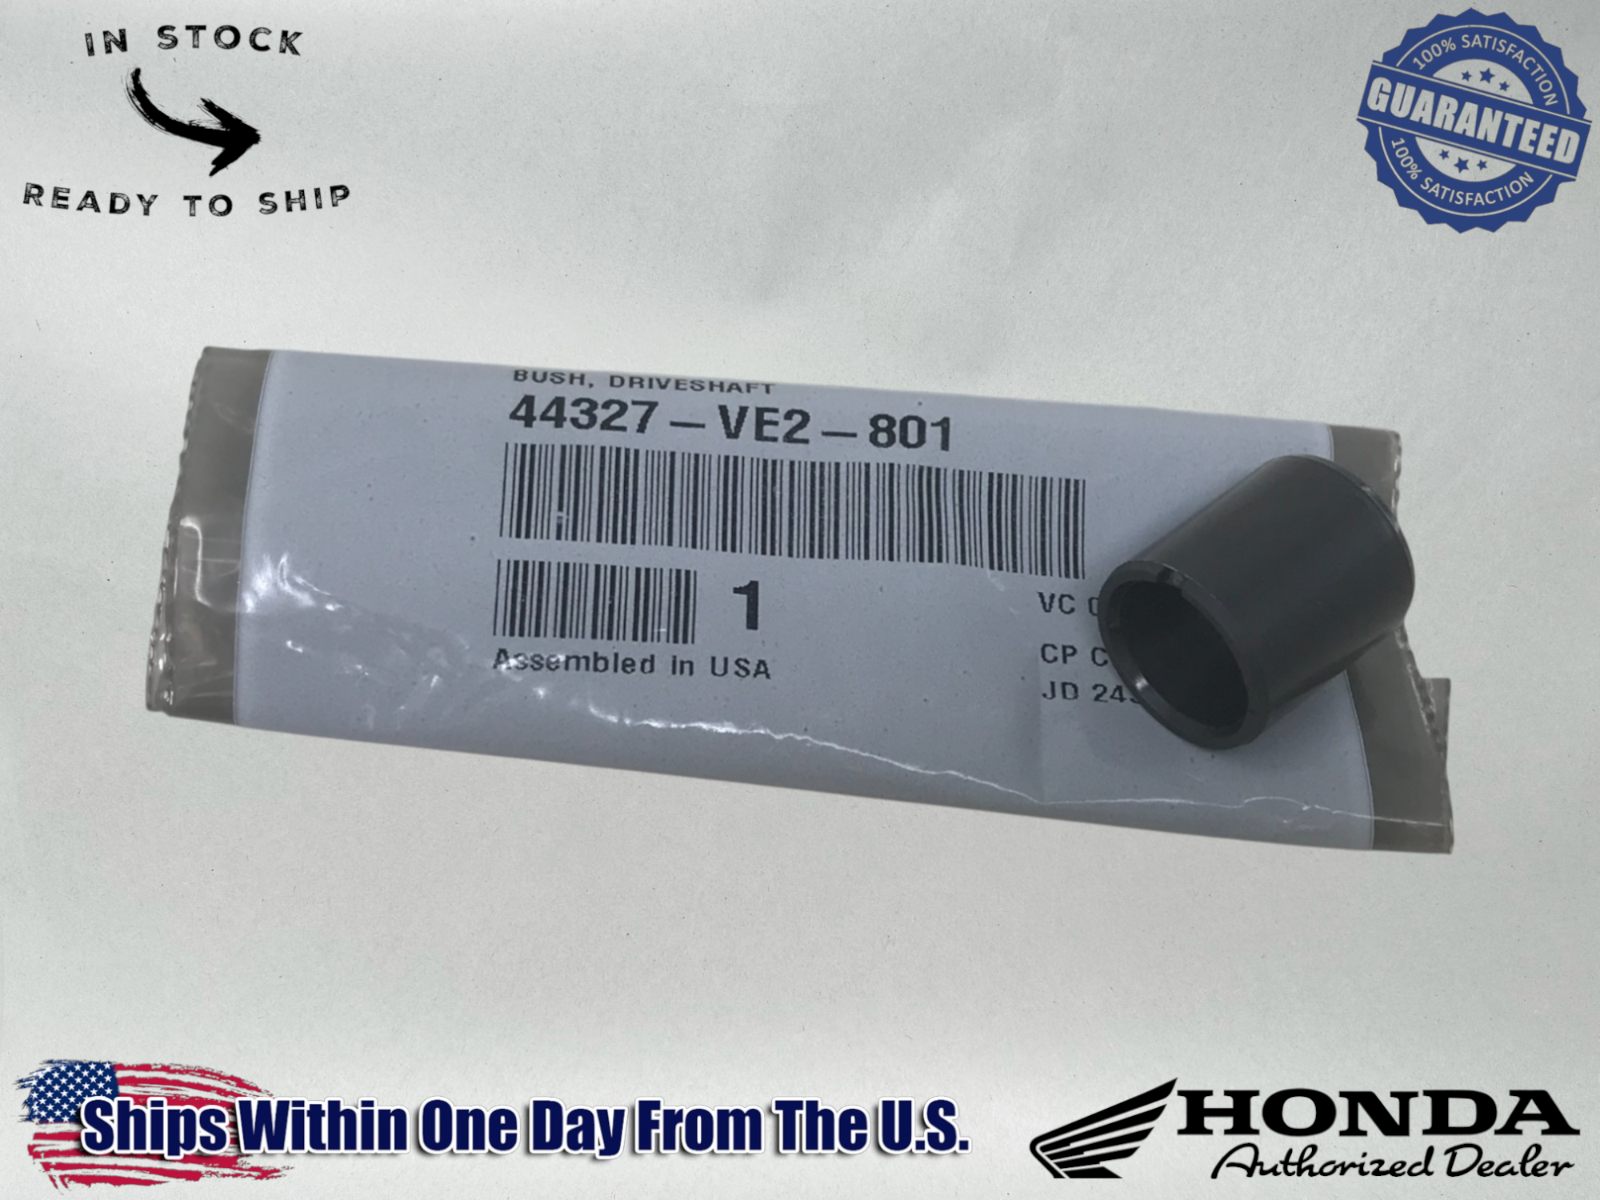 IN STOCK
READY TO SHIP
100% SATISFACTION
GUARANTEED
100% SATISFACTION
BUSH, DRIVESHAFT
44327-VE2-801
1
Assembled in USA
VC
CP
JD
Ships Within One Day From The U.S.
HONDA
Authorized Dealer